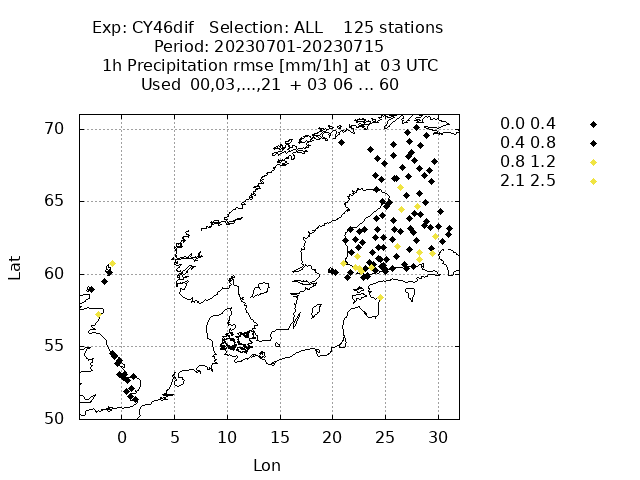 Exp: CY46dif   Selection: ALL    125 stations
Period: 20230701-20230715
1h Precipitation rmse [mm/1h] at  03 UTC
Used  00,03,...,21  + 03 06 ... 60
0.0 0.4
0.4 0.8
0.8 1.2
2.1 2.5
70
65
60
55
50
Lat
0 5 10 15 20 25 30
Lon